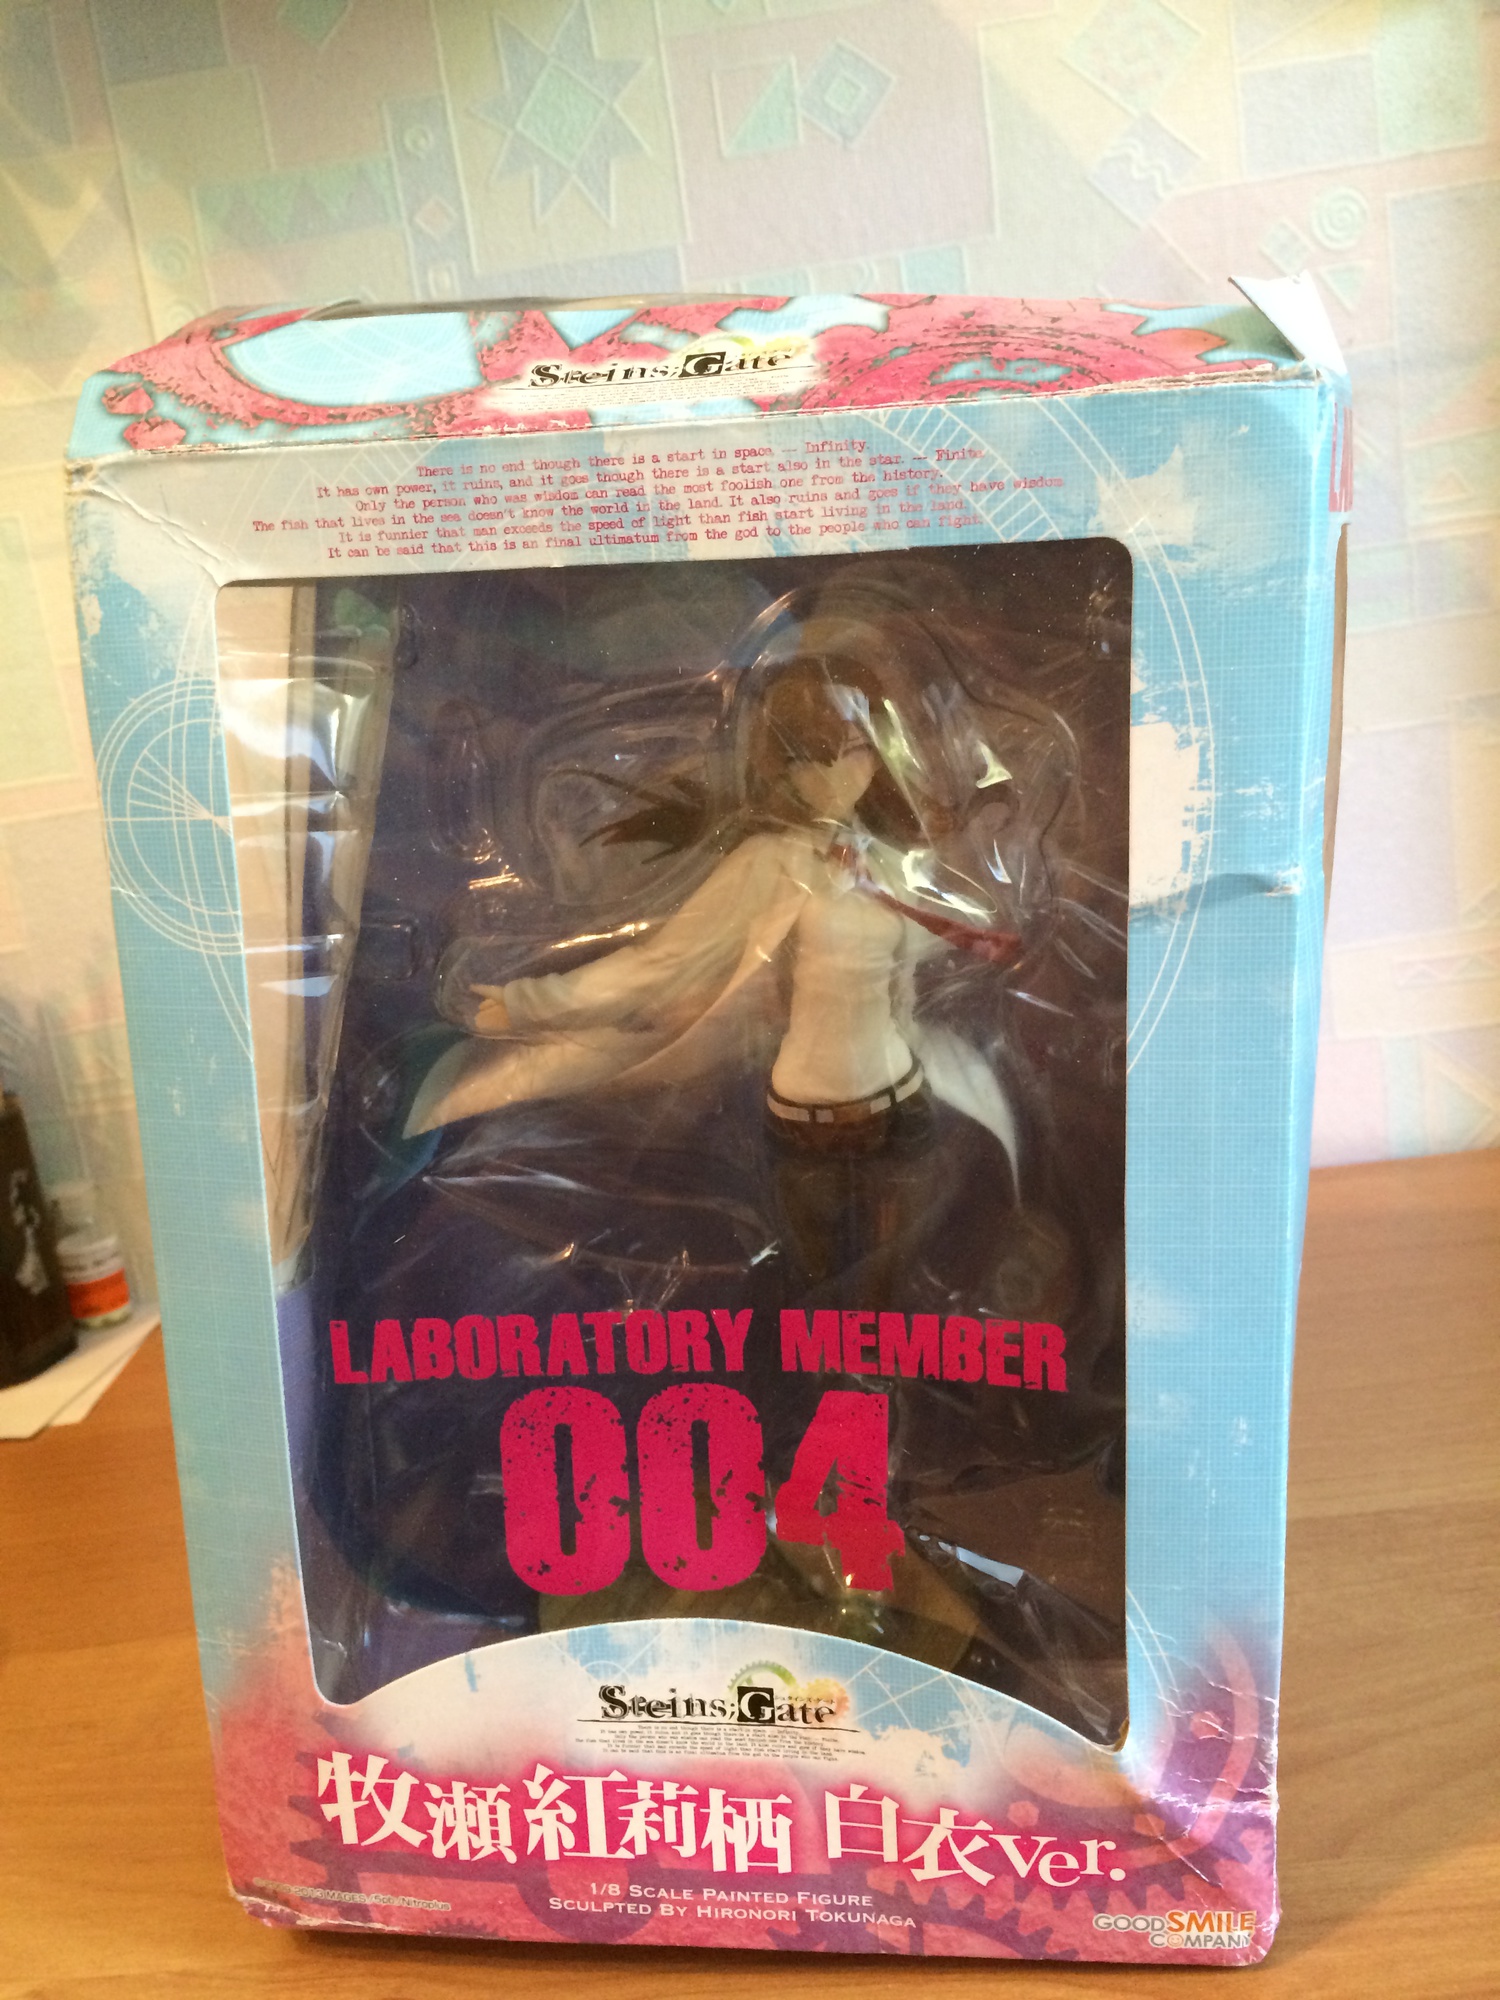 Steins;Gate
There is no end though there is a start in space. — Infinity.
It has own power, it ruins, and it goes though there is a start also in the star. — Finite.
Only the person who was wisdom can read the most foolish one from the history.
The fish that lives in the sea doesn't know the world in the land. It also ruins and goes if they have wisdom.
It is funnier that man exceeds the speed of light than fish start living in the land.
It can be said that this is an final ultimatum from the god to the people who can fight.
LABORATORY MEMBER
004
Steins;Gate
牧瀬紅莉栖 白衣ver.
1/8 SCALE PAINTED FIGURE
SCULPTED BY HIRONORI TOKUNAGA
2013 MAGES./5pb./Nitroplus
GOODSMILE
COMPANY